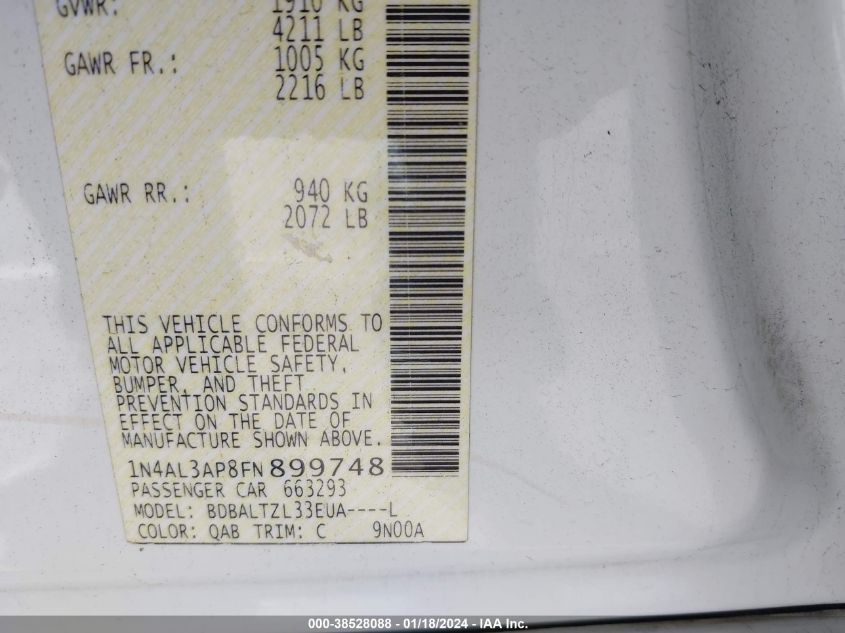 GVWR: 1910 KG
4211 LB
GAWR FR.: 1005 KG
2216 LB
GAWR RR.: 940 KG
2072 LB
THIS VEHICLE CONFORMS TO
ALL APPLICABLE FEDERAL
MOTOR VEHICLE SAFETY,
BUMPER, AND THEFT
PREVENTION STANDARDS IN
EFFECT ON THE DATE OF
MANUFACTURE SHOWN ABOVE.
1N4AL3AP8FN899748
PASSENGER CAR 663293
MODEL: BDBALTZL33EUA----L
COLOR: QAB TRIM: C 9N00A
000-38528088 - 01/18/2024 - IAA Inc.